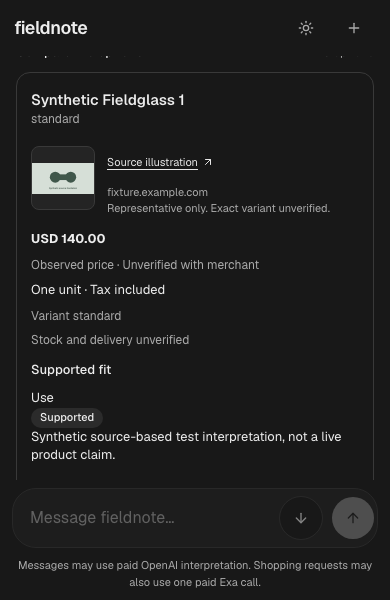 fieldnote
Synthetic Fieldglass 1
standard
Source illustration ↗
fixture.example.com
Representative only. Exact variant unverified.
USD 140.00
Observed price · Unverified with merchant
One unit · Tax included
Variant standard
Stock and delivery unverified
Supported fit
Use
Supported
Synthetic source-based test interpretation, not a live
product claim.
Message fieldnote...
Messages may use paid OpenAI interpretation. Shopping requests may
also use one paid Exa call.